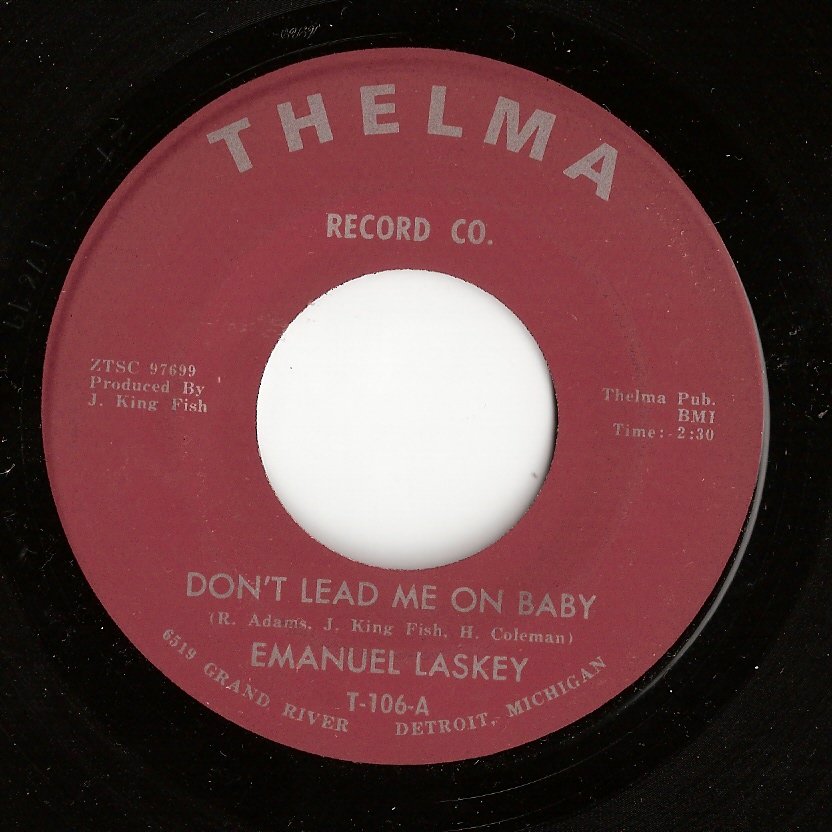 THELMA
RECORD CO.
ZTSC 97699
Produced By
J. King Fish
Thelma Pub.
BMI
Time: 2:30
DON'T LEAD ME ON BABY
(R. Adams, J. King Fish, H. Coleman)
EMANUEL LASKEY
T-106-A
6519 GRAND RIVER DETROIT, MICHIGAN